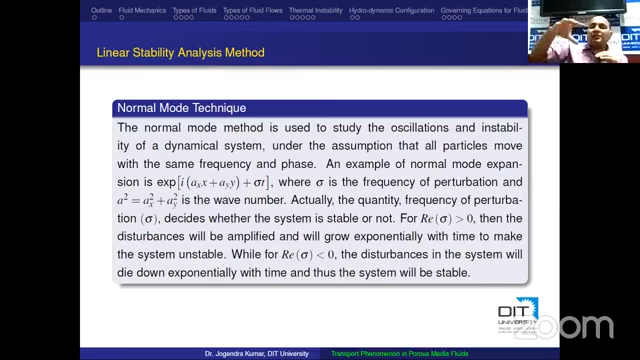 Outline Fluid Mechanics Types of Fluids Types of Fluid Flows Thermal Instability Hydro-dynamic Configuration Governing Equations for Fluid
Linear Stability Analysis Method
Normal Mode Technique
The normal mode method is used to study the oscillations and instabil-
ity of a dynamical system, under the assumption that all particles move
with the same frequency and phase. An example of normal mode expan-
sion is exp[i(aₓx+a_y y)+σt], where σ is the frequency of perturbation and
a² = aₓ² + a_y² is the wave number. Actually, the quantity, frequency of perturba-
tion (σ), decides whether the system is stable or not. For Re(σ) > 0, then the
disturbances will be amplified and will grow exponentially with time to make
the system unstable. While for Re(σ) < 0, the disturbances in the system will
die down exponentially with time and thus the system will be stable.
DIT
UNIVERSITY
zoom
Dr. Jogendra Kumar, DIT University Transport Phenomenon in Porous Media Fluids